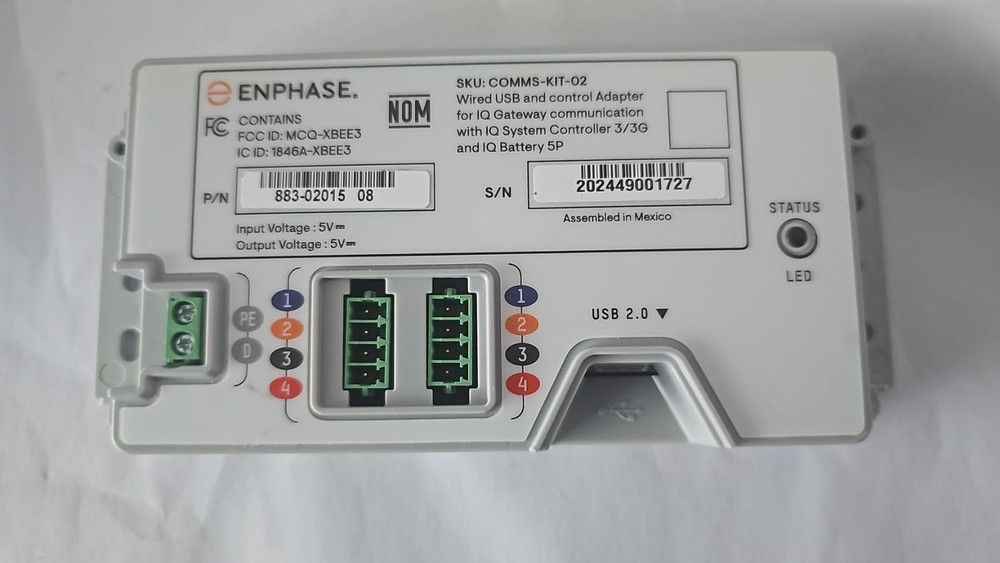 ENPHASE®
FC CONTAINS
FCC ID: MCQ-XBEE3
IC ID: 1846A-XBEE3
NOM
SKU: COMMS-KIT-02
Wired USB and control Adapter
for IQ Gateway communication
with IQ System Controller 3/3G
and IQ Battery 5P
P/N 883-02015 08
S/N 202449001727
Assembled in Mexico
Input Voltage : 5V
Output Voltage : 5V
STATUS
LED
PE
D
1
2
3
4
1
2
3
4
USB 2.0 ▼